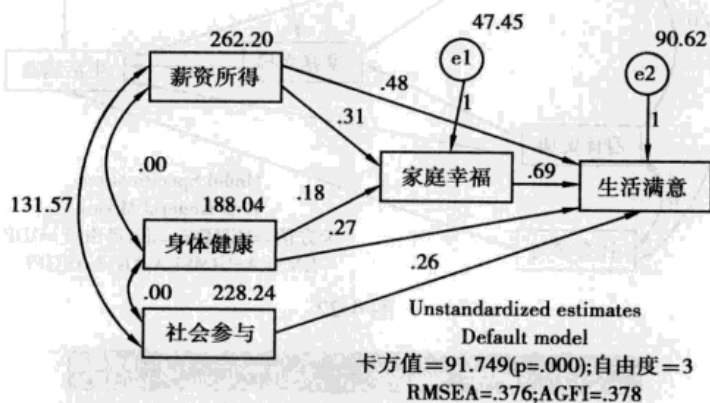 262.20
47.45
90.62
薪资所得
e1
e2
.48
1
1
.31
.00
家庭幸福
.69
生活满意
131.57
188.04
.18
身体健康
.27
.00
228.24
.26
社会参与
Unstandardized estimates
Default model
卡方值=91.749(p=.000);自由度=3
RMSEA=.376;AGFI=.378